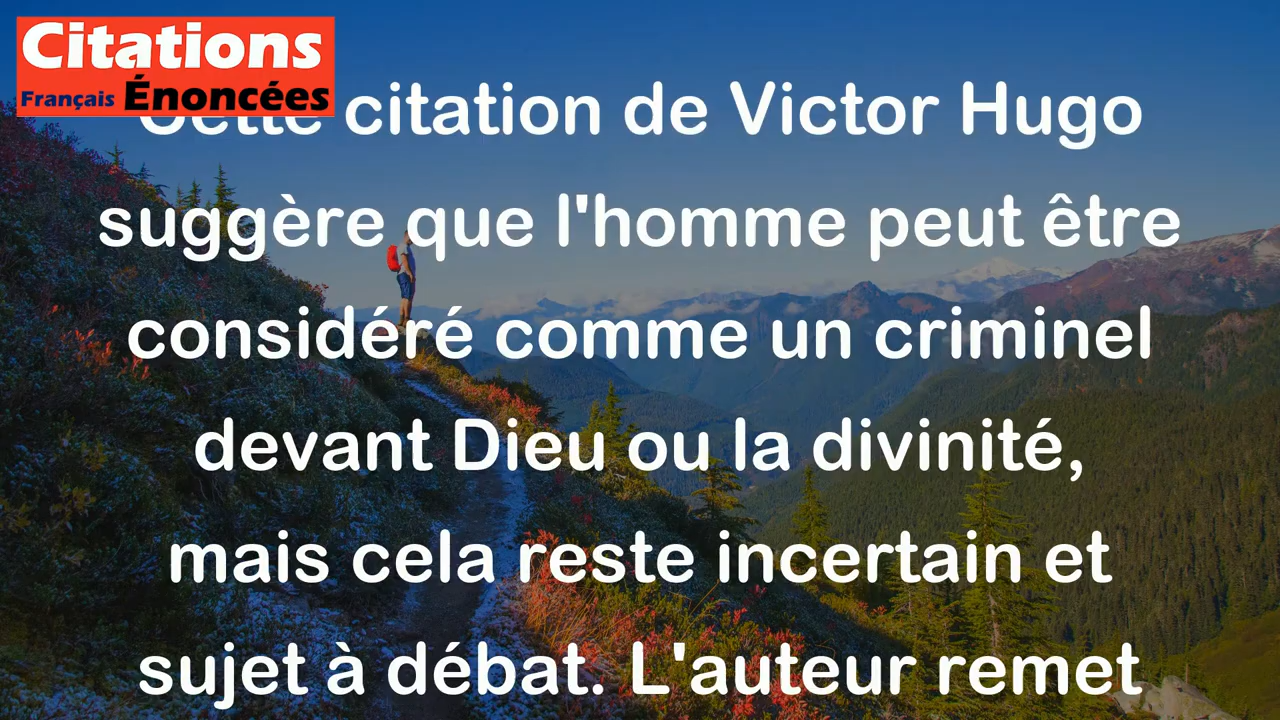 Citations
Français Énoncées
Cette citation de Victor Hugo
suggère que l'homme peut être
considéré comme un criminel
devant Dieu ou la divinité,
mais cela reste incertain et
sujet à débat. L'auteur remet